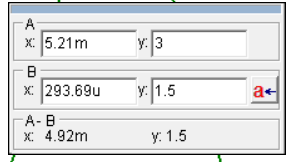 A
x: 5.21m y: 3
B
x: 293.69u y: 1.5 a
A - B
x: 4.92m y: 1.5